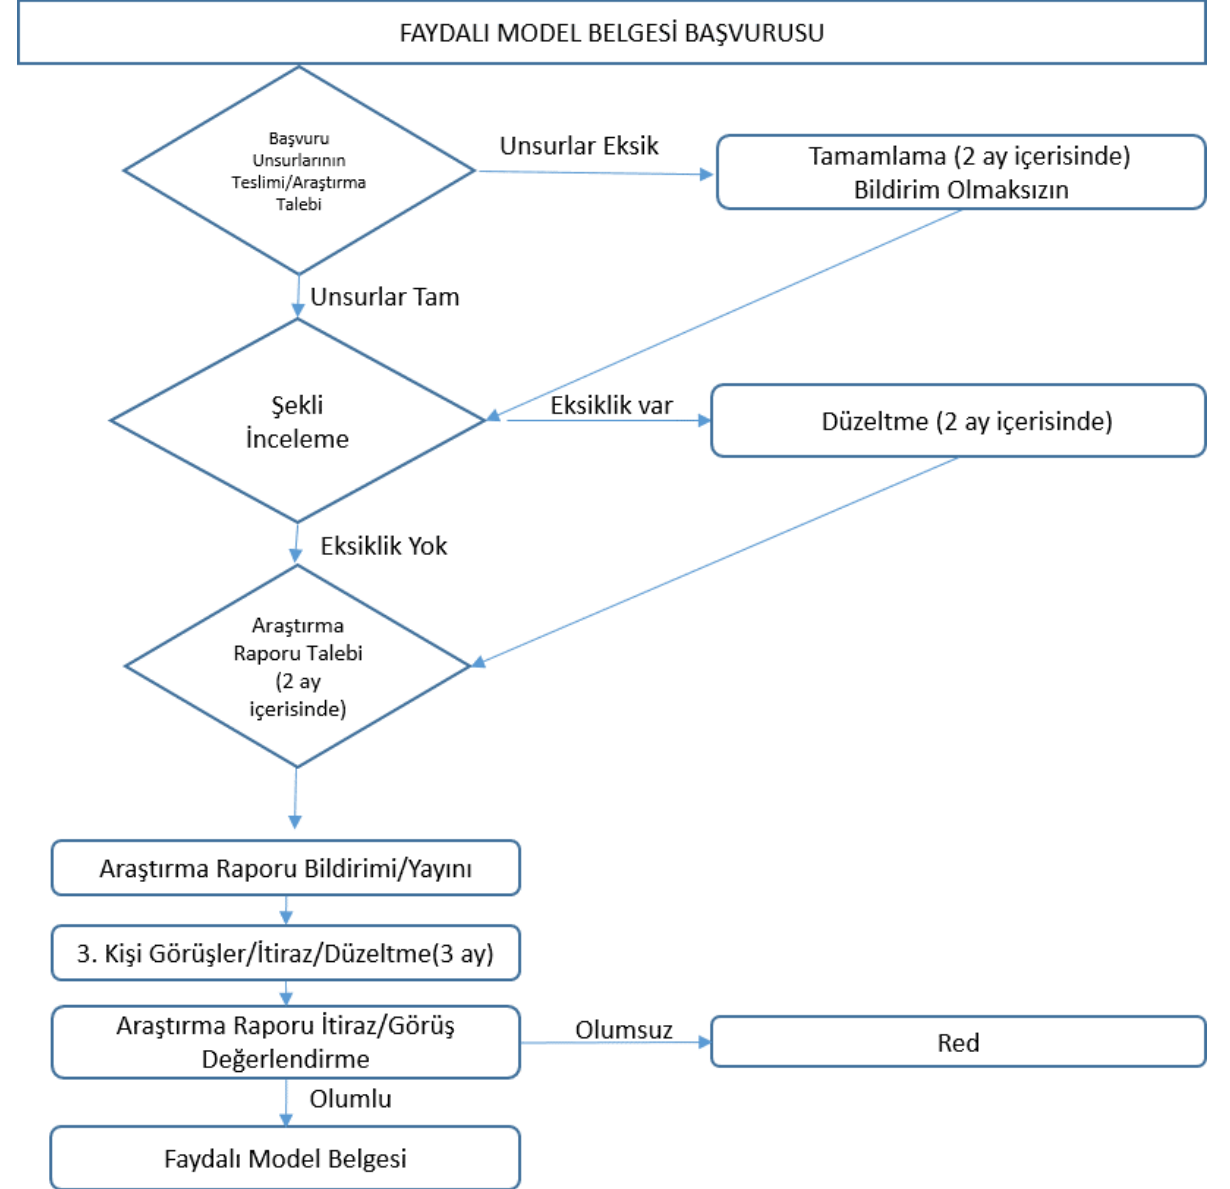 FAYDALI MODEL BELGESİ BAŞVURUSU
Başvuru
Unsurlarının
Teslimi/Araştırma
Talebi
Unsurlar Eksik
Tamamlama (2 ay içerisinde)
Bildirim Olmaksızın
Unsurlar Tam
Şekli
İnceleme
Eksiklik var
Düzeltme (2 ay içerisinde)
Eksiklik Yok
Araştırma
Raporu Talebi
(2 ay
içerisinde)
Araştırma Raporu Bildirimi/Yayını
3. Kişi Görüşler/İtiraz/Düzeltme(3 ay)
Araştırma Raporu İtiraz/Görüş
Değerlendirme
Olumsuz
Red
Olumlu
Faydalı Model Belgesi